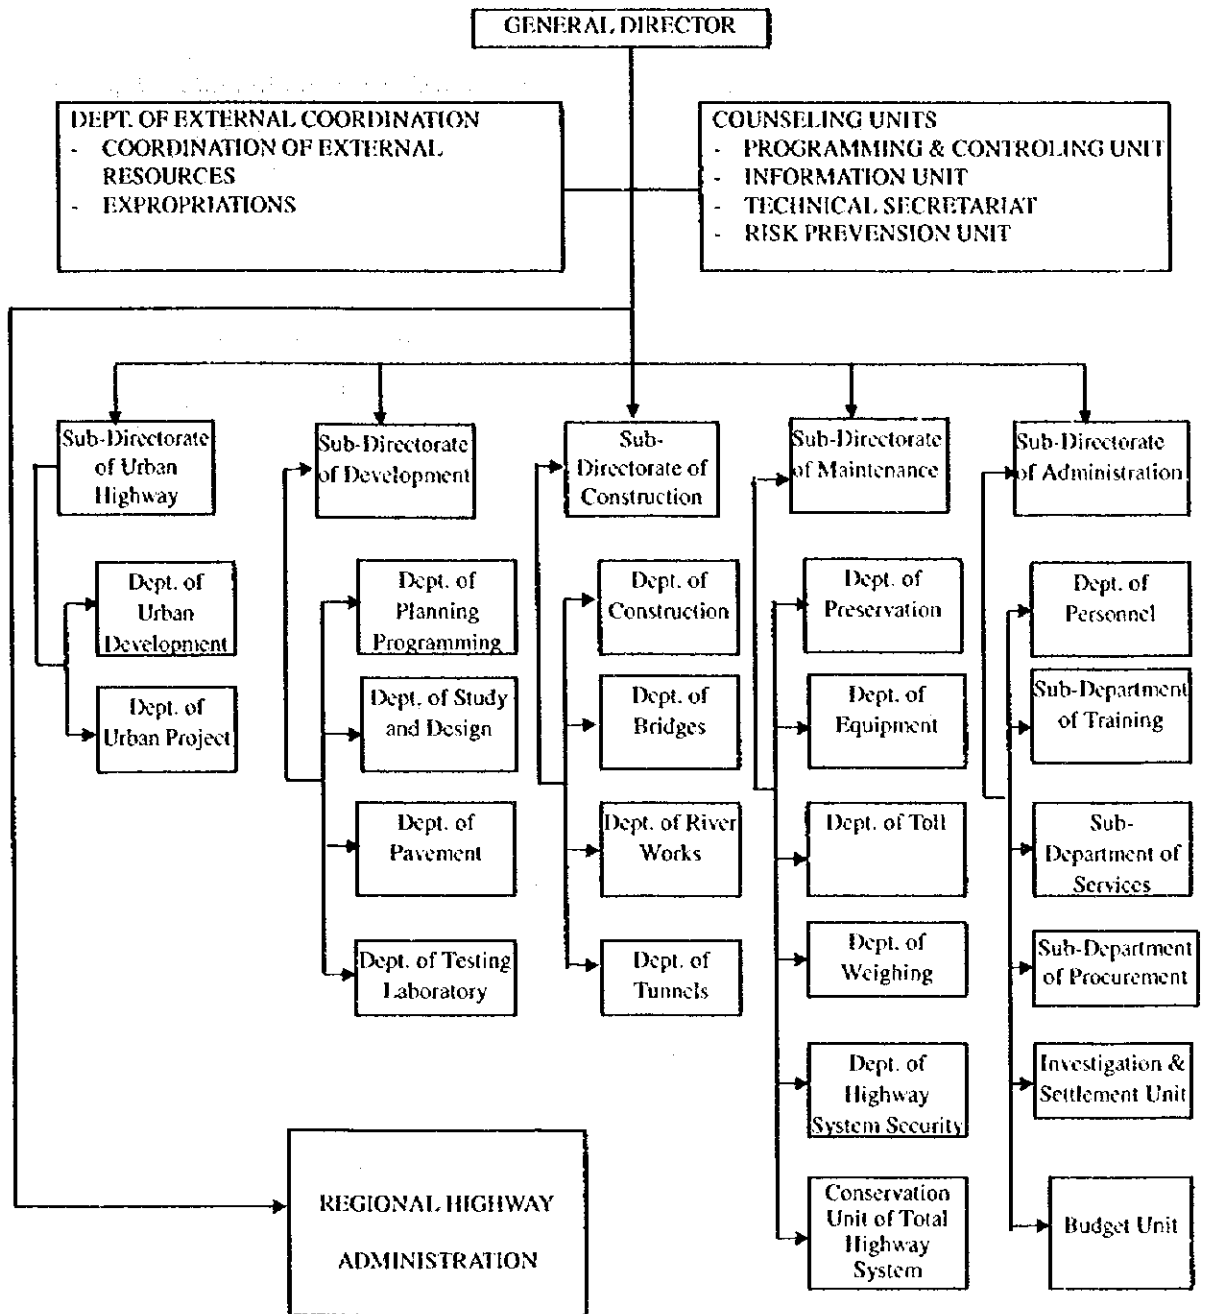 GENERAL DIRECTOR
DEPT. OF EXTERNAL COORDINATION
- COORDINATION OF EXTERNAL
RESOURCES
- EXPROPRIATIONS
COUNSELING UNITS
- PROGRAMMING & CONTROLING UNIT
- INFORMATION UNIT
- TECHNICAL SECRETARIAT
- RISK PREVENSION UNIT
Sub-Directorate
of Urban
Highway
Dept. of
Urban
Development
Dept. of
Urban Project
Sub-Directorate
of Development
Dept. of
Planning
Programming
Dept. of Study
and Design
Dept. of
Pavement
Dept. of Testing
Laboratory
Sub-
Directorate of
Construction
Dept. of
Construction
Dept. of
Bridges
Dept. of River
Works
Dept. of
Tunnels
Sub-Directorate
of Maintenance
Dept. of
Preservation
Dept. of
Equipment
Dept. of Toll
Dept. of
Weighing
Dept. of
Highway
System Security
Conservation
Unit of Total
Highway
System
Sub-Directorate
of Administration
Dept. of
Personnel
Sub-Department
of Training
Sub-
Department of
Services
Sub-Department
of Procurement
Investigation &
Settlement Unit
Budget Unit
REGIONAL HIGHWAY
ADMINISTRATION